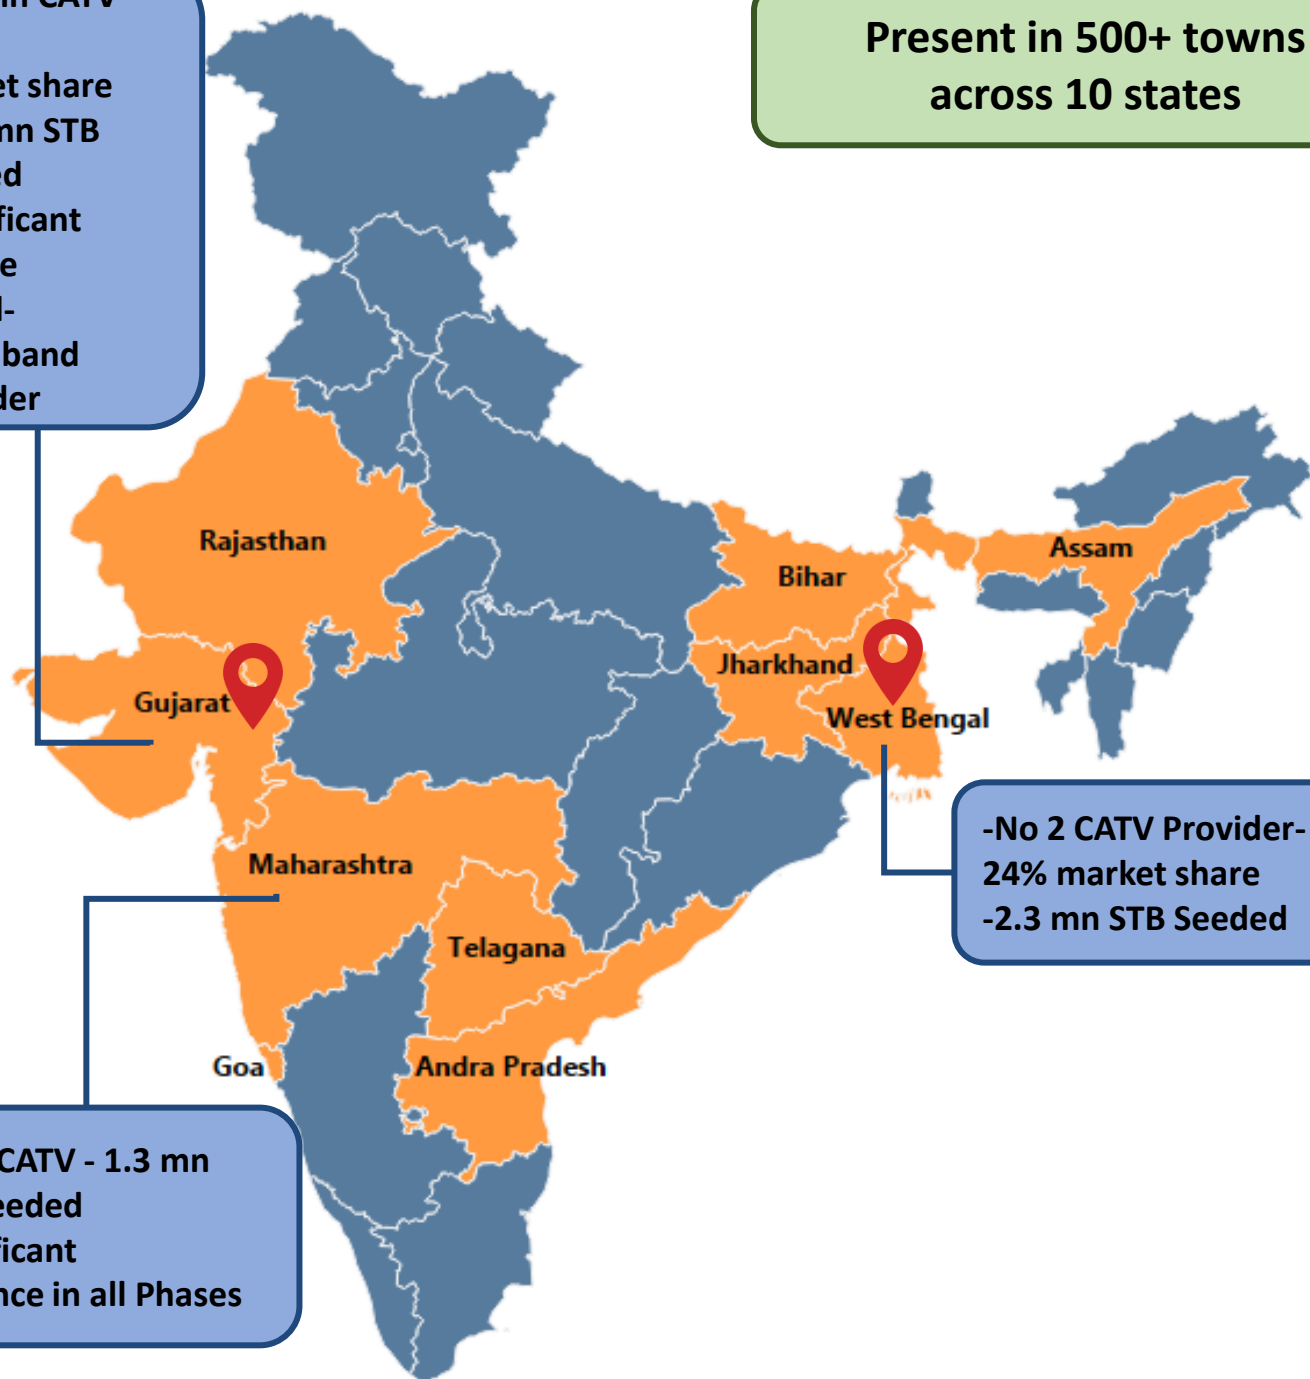 in CATV
et share
mn STB
ed
ficant
e
d-
band
der
Present in 500+ towns
across 10 states
Rajasthan
Assam
Bihar
Jharkhand
Gujarat
West Bengal
-No 2 CATV Provider-
24% market share
-2.3 mn STB Seeded
Maharashtra
Telagana
Goa
Andra Pradesh
CATV - 1.3 mn
eeded
ficant
nce in all Phases